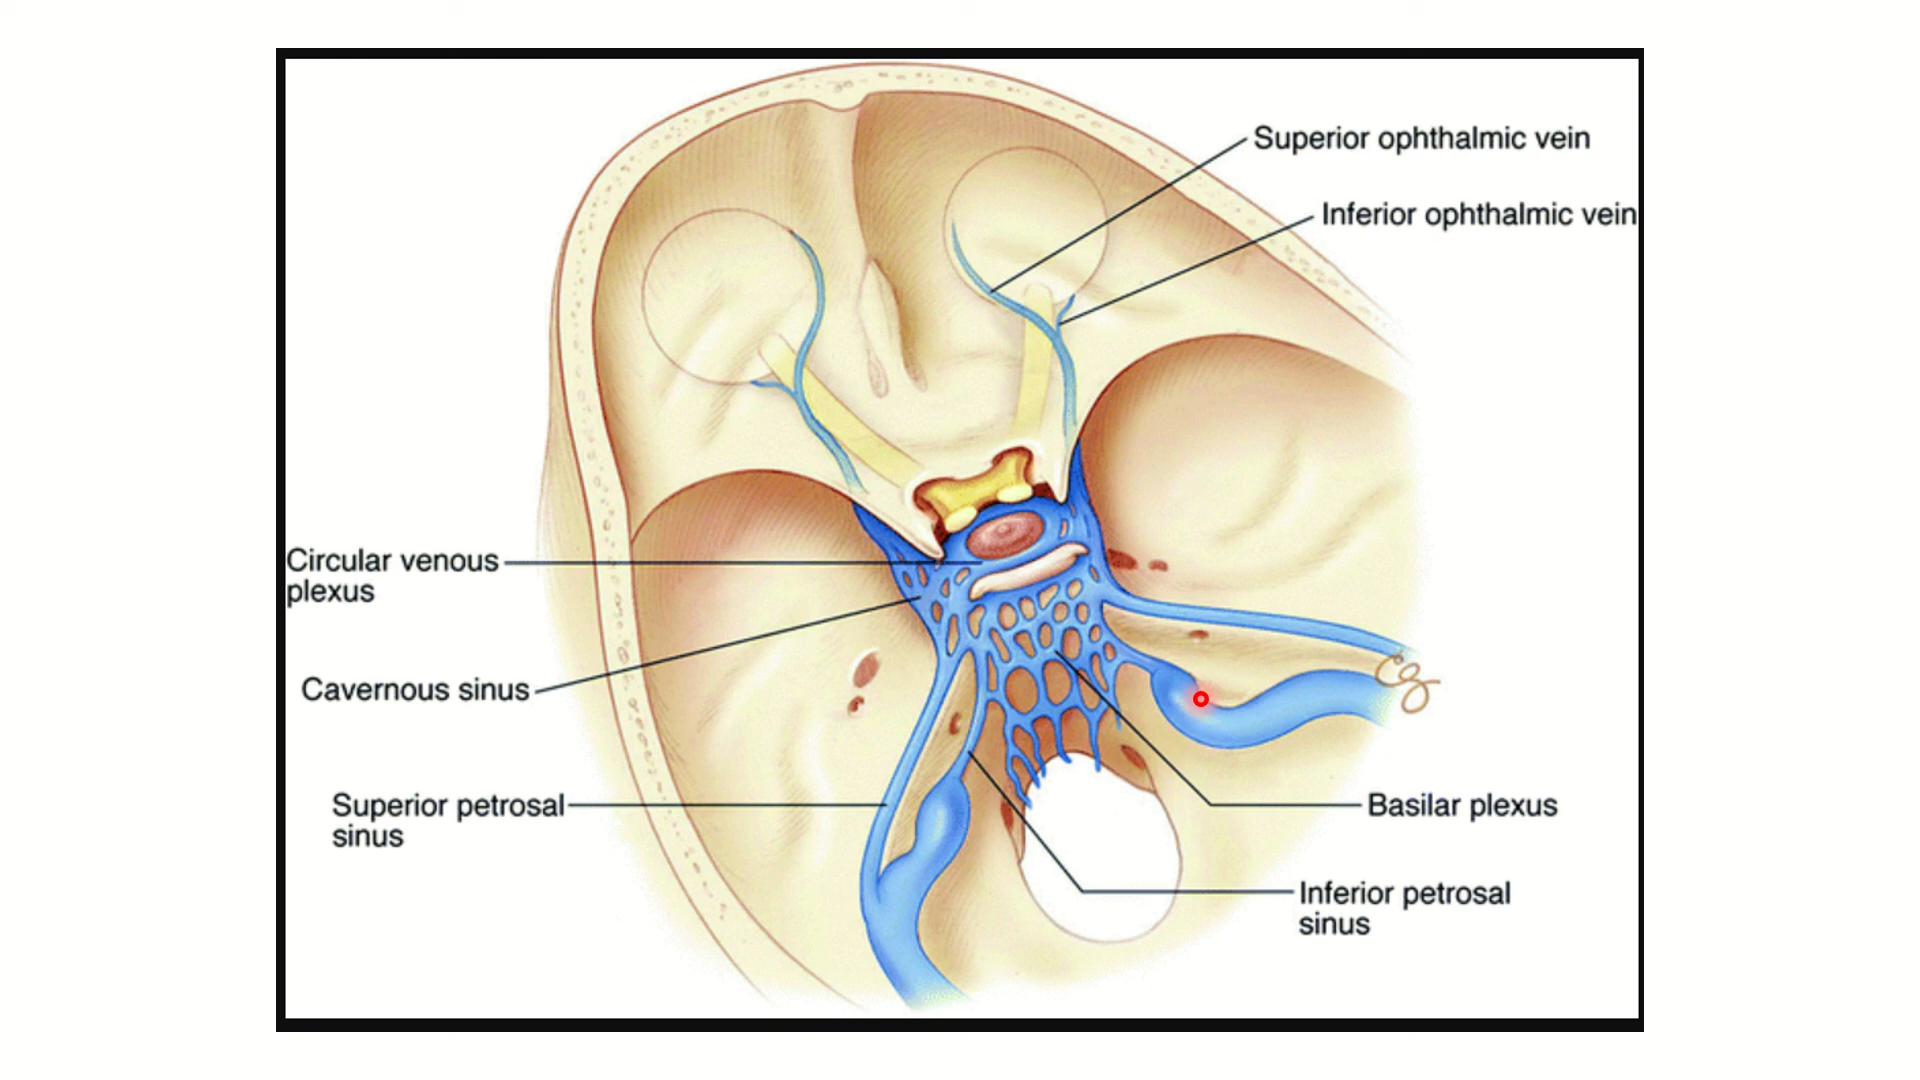 Superior ophthalmic vein
Inferior ophthalmic vein
Circular venous
plexus
Cavernous sinus
Superior petrosal
sinus
Basilar plexus
Inferior petrosal
sinus